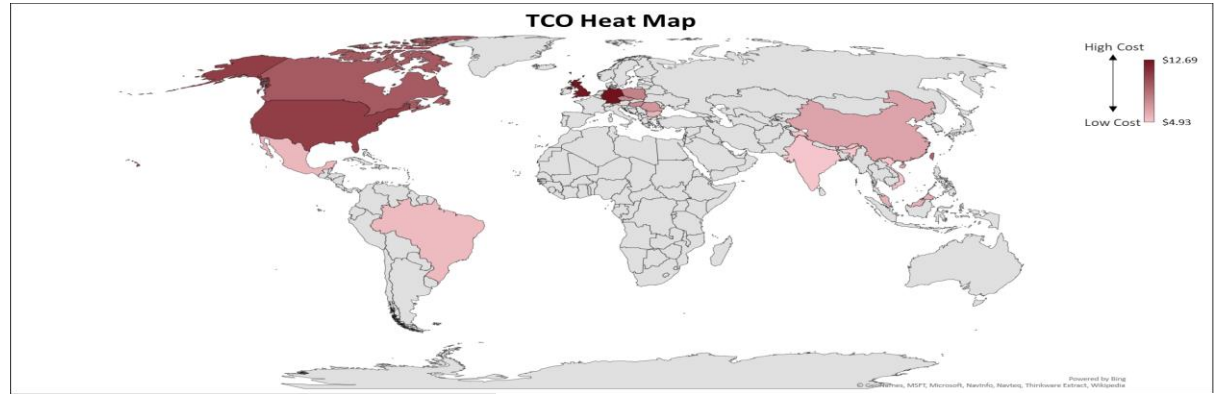 TCO Heat Map
High Cost
$12.69
Low Cost
$4.93
Powered by Bing
© GeoNames, MSFT, Microsoft, NavInfo, Navteq, Thinkware Extract, Wikipedia